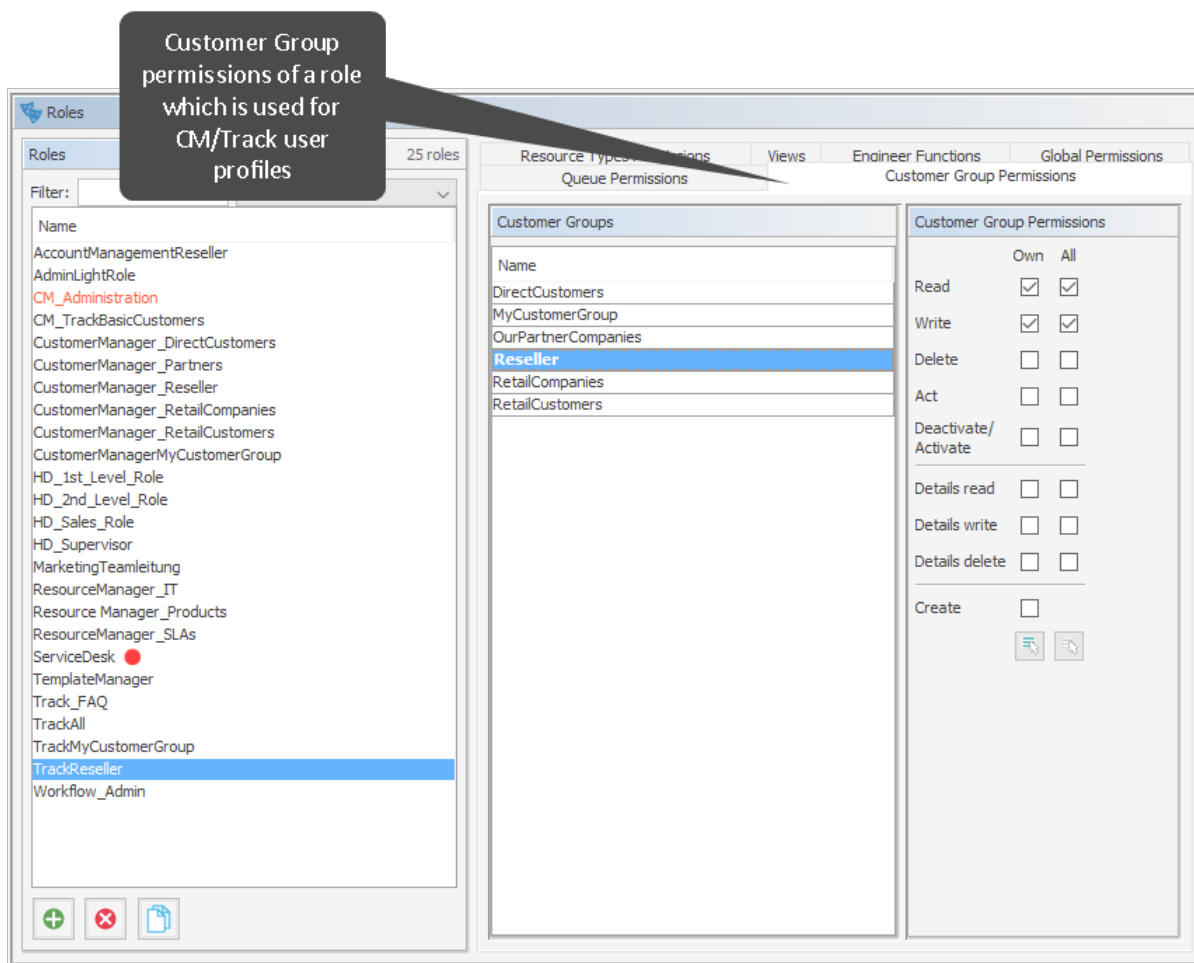 Customer Group
permissions of a role
which is used for
CM/Track user
profiles
Roles
Roles 25 roles
Filter:
Name
AccountManagementReseller
AdminLightRole
CM_Administration
CM_TrackBasicCustomers
CustomerManager_DirectCustomers
CustomerManager_Partners
CustomerManager_Reseller
CustomerManager_RetailCompanies
CustomerManager_RetailCustomers
CustomerManagerMyCustomerGroup
HD_1st_Level_Role
HD_2nd_Level_Role
HD_Sales_Role
HD_Supervisor
MarketingTeamleitung
ResourceManager_IT
Resource Manager_Products
ResourceManager_SLAs
ServiceDesk
TemplateManager
Track_FAQ
TrackAll
TrackMyCustomerGroup
TrackReseller
Workflow_Admin
Resource Types Views Engineer Functions Global Permissions
Queue Permissions Customer Group Permissions
Customer Groups
Name
DirectCustomers
MyCustomerGroup
OurPartnerCompanies
Reseller
RetailCompanies
RetailCustomers
Customer Group Permissions
Own All
Read
Write
Delete
Act
Deactivate/
Activate
Details read
Details write
Details delete
Create